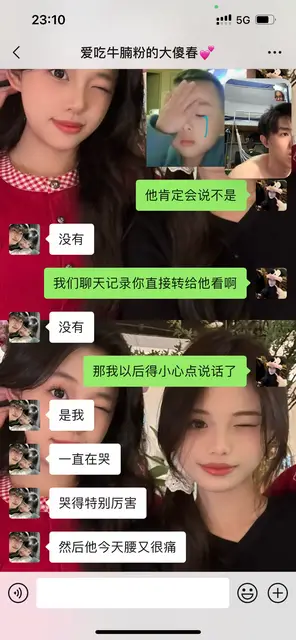 23:10
5G
爱吃牛腩粉的大傻春💕
他肯定会说不是
没有
我们聊天记录你直接转给他看啊
没有
那我以后得小心点说话了
是我
一直在哭
哭得特别厉害
然后他今天腰又很痛